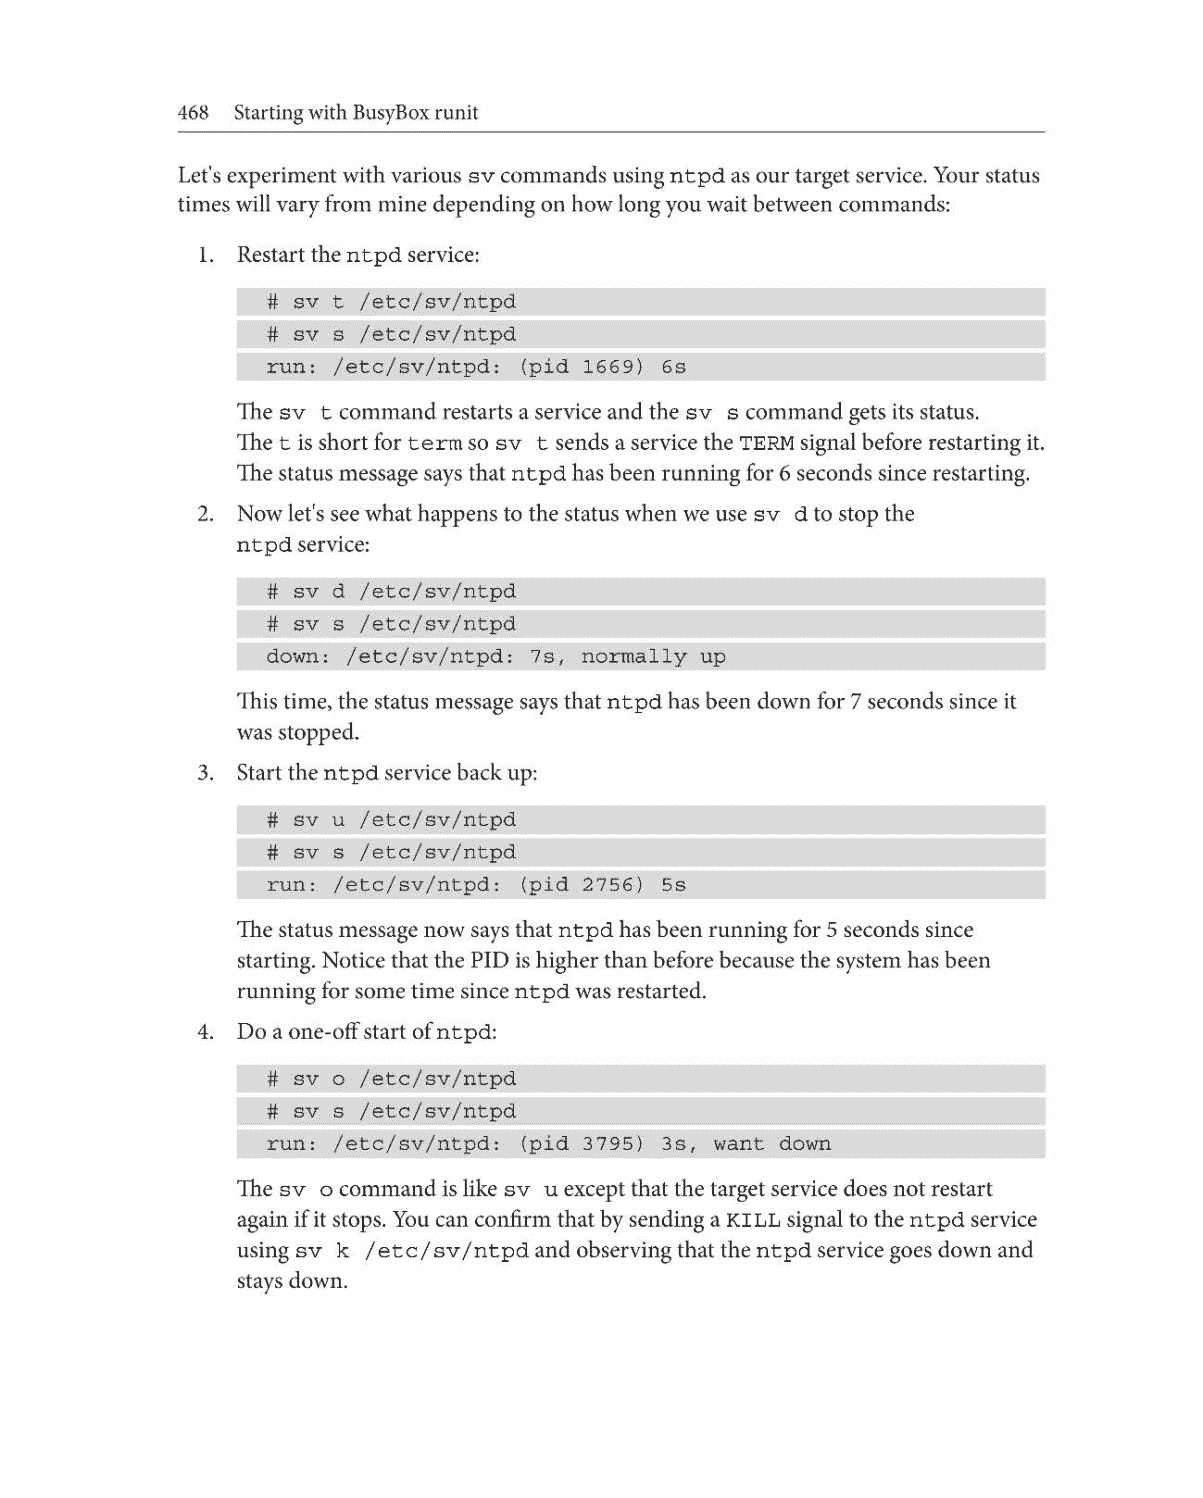 468 Starting with BusyBox runit
Let's experiment with various sv commands using ntpd as our target service. Your status
times will vary from mine depending on how long you wait between commands:
1. Restart the ntpd service:
# sv t /etc/sv/ntpd
# sv s /etc/sv/ntpd
run: /etc/sv/ntpd: (pid 1669) 6s
The sv t command restarts a service and the sv s command gets its status.
The t is short for term so sv t sends a service the TERM signal before restarting it.
The status message says that ntpd has been running for 6 seconds since restarting.
2. Now let's see what happens to the status when we use sv d to stop the
ntpd service:
# sv d /etc/sv/ntpd
# sv s /etc/sv/ntpd
down: /etc/sv/ntpd: 7s, normally up
This time, the status message says that ntpd has been down for 7 seconds since it
was stopped.
3. Start the ntpd service back up:
# sv u /etc/sv/ntpd
# sv s /etc/sv/ntpd
run: /etc/sv/ntpd: (pid 2756) 5s
The status message now says that ntpd has been running for 5 seconds since
starting. Notice that the PID is higher than before because the system has been
running for some time since ntpd was restarted.
4. Do a one-off start of ntpd:
# sv o /etc/sv/ntpd
# sv s /etc/sv/ntpd
run: /etc/sv/ntpd: (pid 3795) 3s, want down
The sv o command is like sv u except that the target service does not restart
again if it stops. You can confirm that by sending a KILL signal to the ntpd service
using sv k /etc/sv/ntpd and observing that the ntpd service goes down and
stays down.